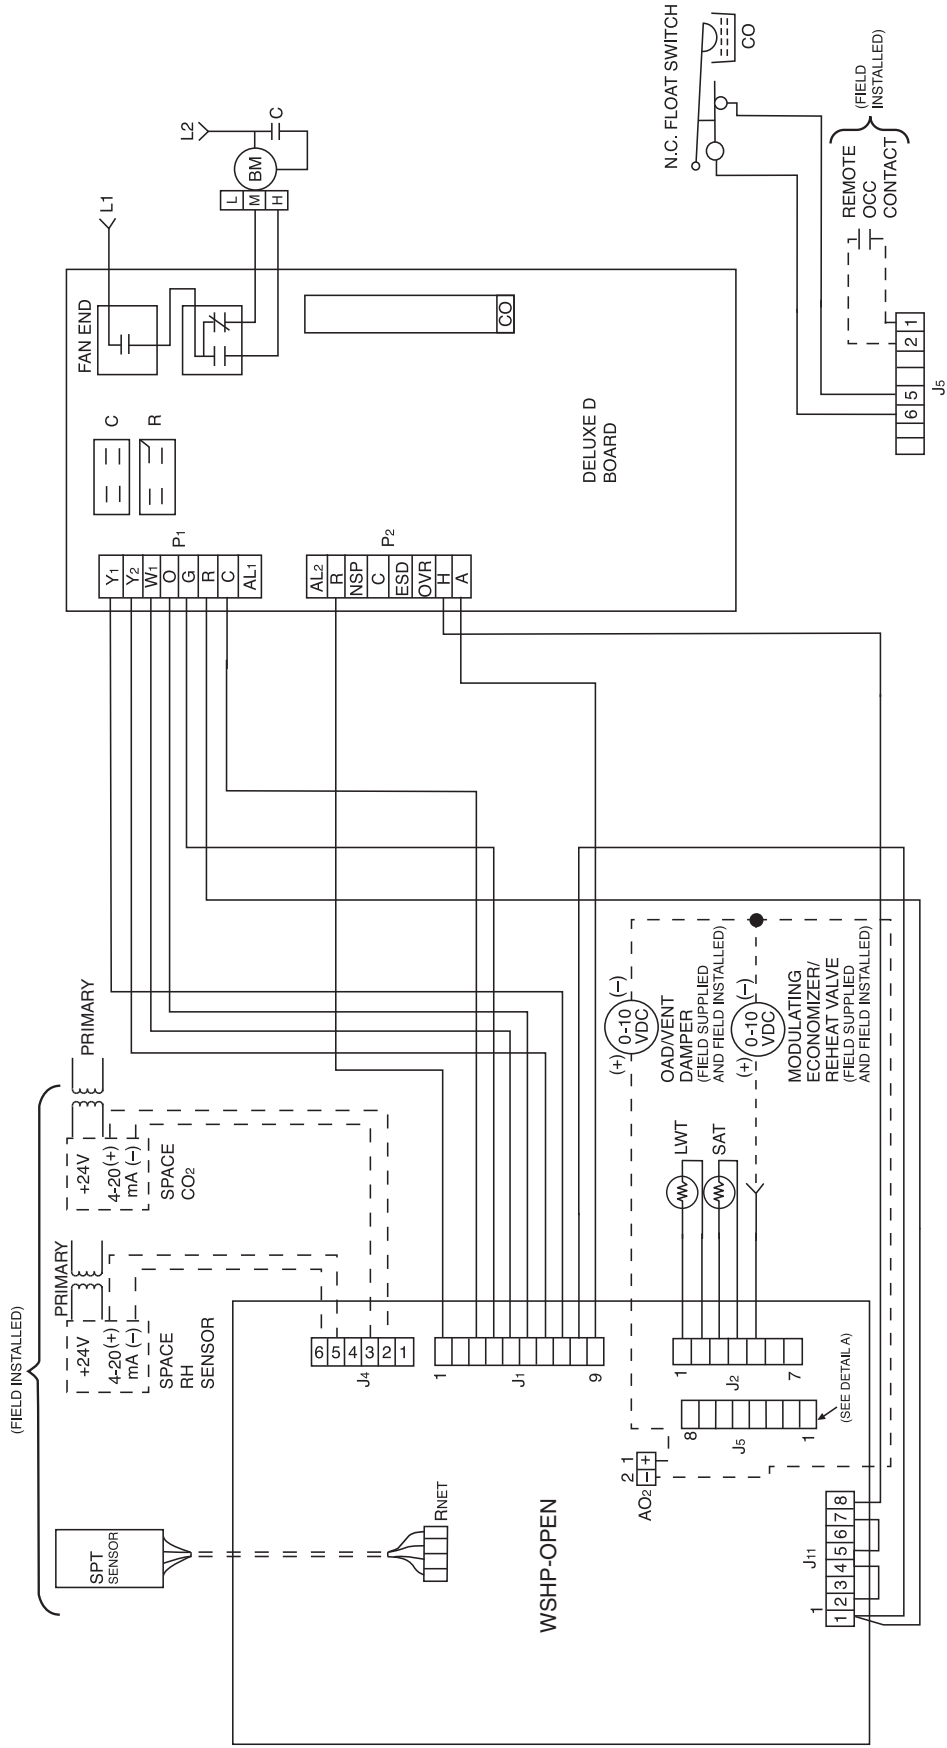 (FIELD INSTALLED)
SPT
SENSOR
+24V
4-20 (+)
mA (−)
SPACE
RH
SENSOR
PRIMARY
+24V
4-20 (+)
mA (−)
SPACE
CO2
PRIMARY
RNET
WSHP-OPEN
6 5 4 3 2 1
J4
1
J1
9
1
J2
7
8
J5
1
(SEE DETAIL A)
AO2
2 1
− +
J11
1
1 2 3 4 5 6 7 8
LWT
SAT
(+) 0-10 VDC (−)
OAD/VENT
DAMPER
(FIELD SUPPLIED
AND FIELD INSTALLED)
(+) 0-10 VDC (−)
MODULATING
ECONOMIZER/
REHEAT VALVE
(FIELD SUPPLIED
AND FIELD INSTALLED)
Y1
Y2
W1
O
G
R
C
AL1
P1
AL2
R
NSP
C
ESD
OVR
H
A
P2
C
R
FAN END
CO
DELUXE D
BOARD
L1
L2
BM
C
L
M
H
N.C. FLOAT SWITCH
CO
REMOTE
OCC
CONTACT
(FIELD
INSTALLED)
6 5 2 1
J5